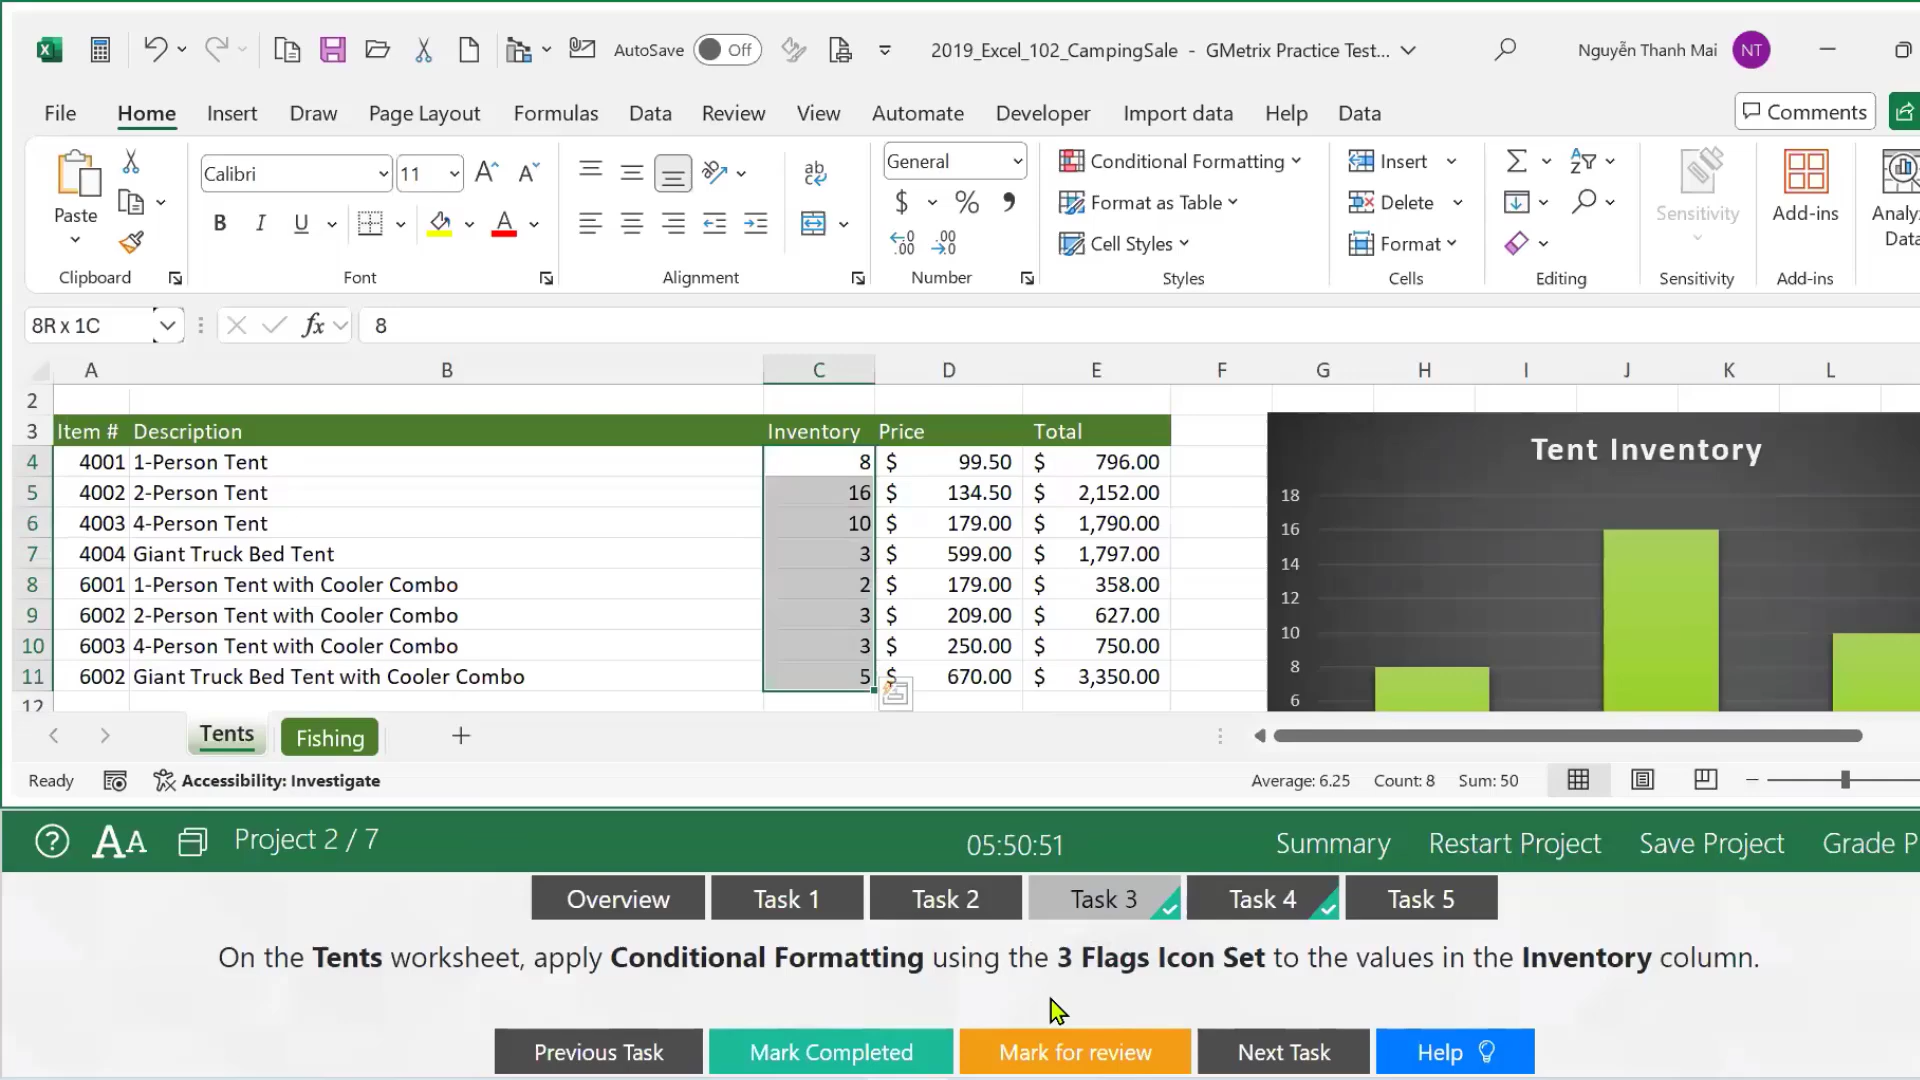 AutoSave Off 2019_Excel_102_CampingSale - GMetrix Practice Test... Nguyễn Thanh Mai NT
File Home Insert Draw Page Layout Formulas Data Review View Automate Developer Import data Help Data Comments
Paste
Clipboard
Calibri 11
B I U A
Font
Alignment
General
$ % 9
Number
Conditional Formatting
Format as Table
Cell Styles
Styles
Insert
Delete
Format
Cells
Editing
Sensitivity
Sensitivity
Add-ins
Add-ins
Analyz
Data
8R x 1C fx 8
A B C D E F G H I J K L
2
3 Item # Description Inventory Price Total
4 4001 1-Person Tent 8 $ 99.50 $ 796.00
5 4002 2-Person Tent 16 $ 134.50 $ 2,152.00
6 4003 4-Person Tent 10 $ 179.00 $ 1,790.00
7 4004 Giant Truck Bed Tent 3 $ 599.00 $ 1,797.00
8 6001 1-Person Tent with Cooler Combo 2 $ 179.00 $ 358.00
9 6002 2-Person Tent with Cooler Combo 3 $ 209.00 $ 627.00
10 6003 4-Person Tent with Cooler Combo 3 $ 250.00 $ 750.00
11 6002 Giant Truck Bed Tent with Cooler Combo 5 $ 670.00 $ 3,350.00
12
Tent Inventory
18
16
14
12
10
8
6
Tents Fishing
Ready Accessibility: Investigate Average: 6.25 Count: 8 Sum: 50
AA Project 2 / 7 05:50:51 Summary Restart Project Save Project Grade P
Overview Task 1 Task 2 Task 3 Task 4 Task 5
On the Tents worksheet, apply Conditional Formatting using the 3 Flags Icon Set to the values in the Inventory column.
Previous Task Mark Completed Mark for review Next Task Help